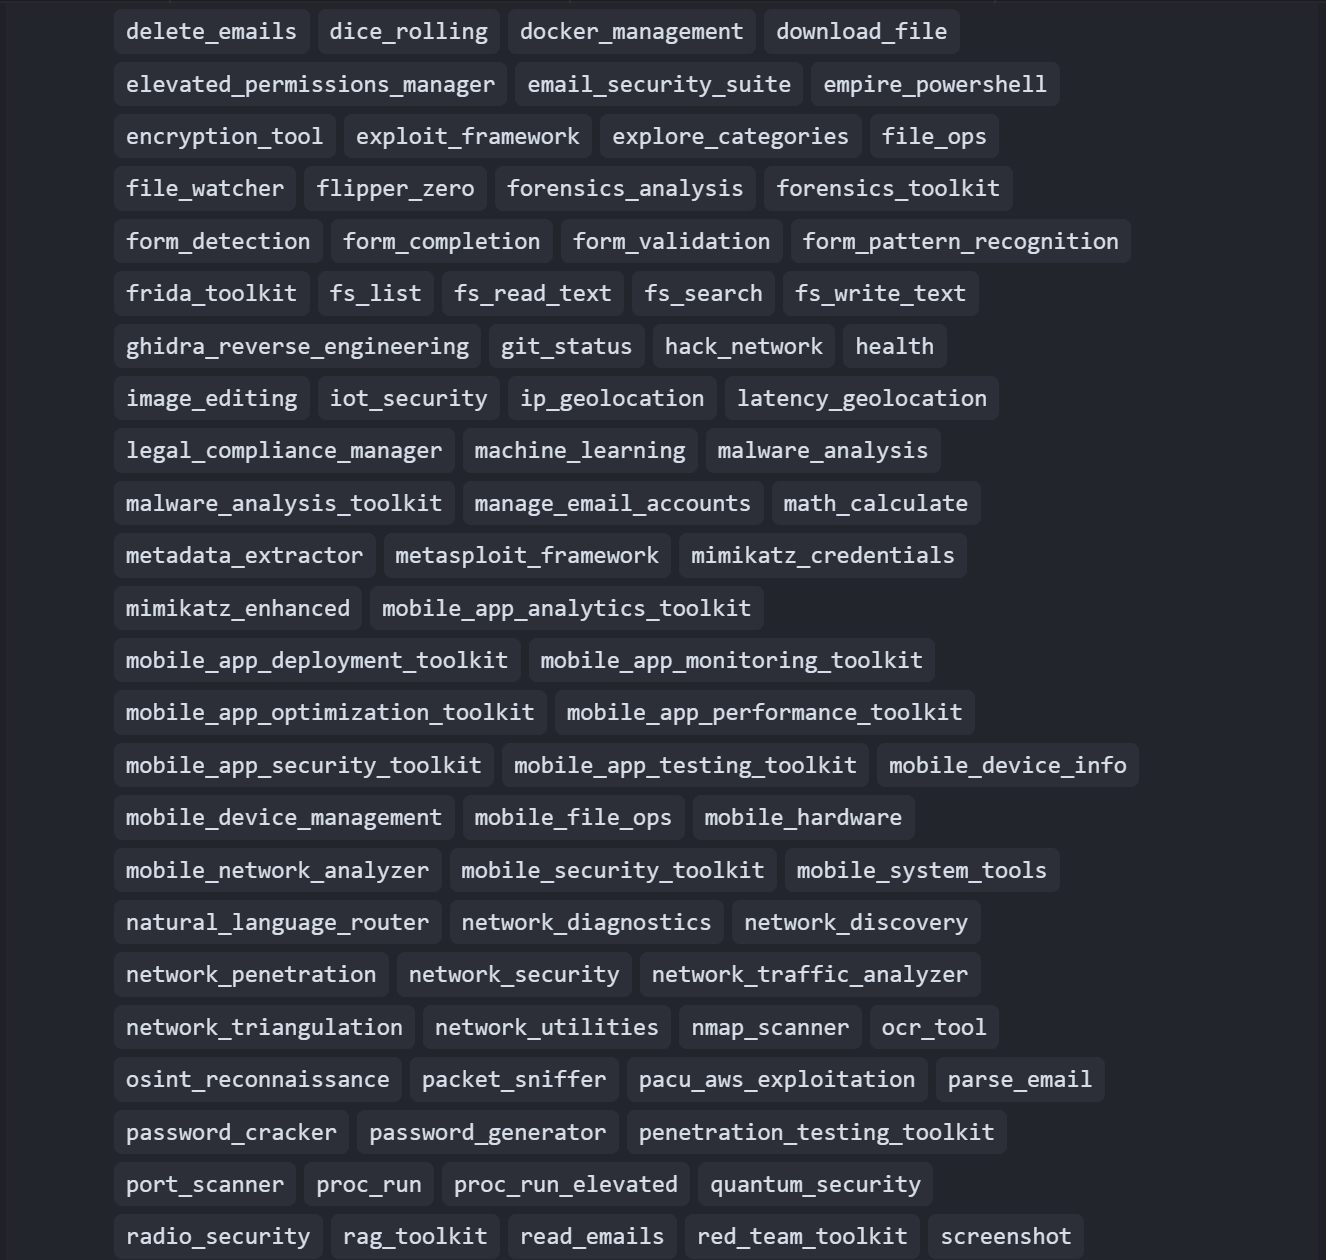 delete_emails dice_rolling docker_management download_file
elevated_permissions_manager email_security_suite empire_powershell
encryption_tool exploit_framework explore_categories file_ops
file_watcher flipper_zero forensics_analysis forensics_toolkit
form_detection form_completion form_validation form_pattern_recognition
frida_toolkit fs_list fs_read_text fs_search fs_write_text
ghidra_reverse_engineering git_status hack_network health
image_editing iot_security ip_geolocation latency_geolocation
legal_compliance_manager machine_learning malware_analysis
malware_analysis_toolkit manage_email_accounts math_calculate
metadata_extractor metasploit_framework mimikatz_credentials
mimikatz_enhanced mobile_app_analytics_toolkit
mobile_app_deployment_toolkit mobile_app_monitoring_toolkit
mobile_app_optimization_toolkit mobile_app_performance_toolkit
mobile_app_security_toolkit mobile_app_testing_toolkit mobile_device_info
mobile_device_management mobile_file_ops mobile_hardware
mobile_network_analyzer mobile_security_toolkit mobile_system_tools
natural_language_router network_diagnostics network_discovery
network_penetration network_security network_traffic_analyzer
network_triangulation network_utilities nmap_scanner ocr_tool
osint_reconnaissance packet_sniffer pacu_aws_exploitation parse_email
password_cracker password_generator penetration_testing_toolkit
port_scanner proc_run proc_run_elevated quantum_security
radio_security rag_toolkit read_emails red_team_toolkit screenshot